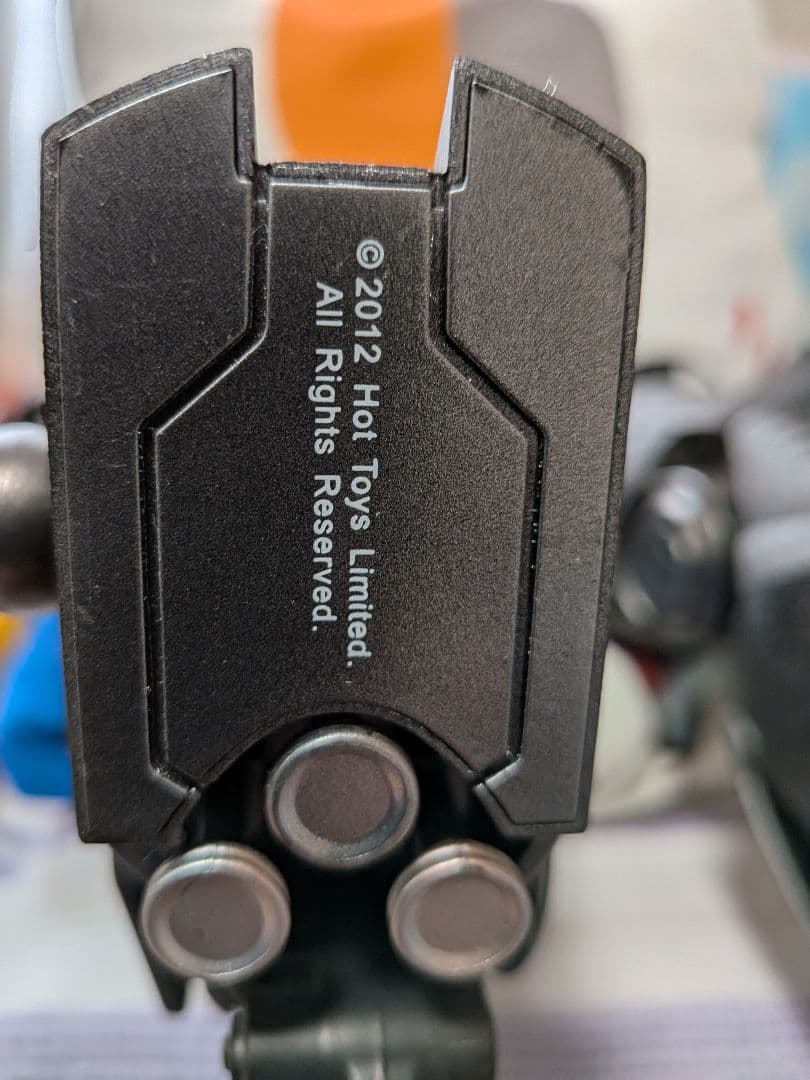 © 2012 Hot Toys Limited.
All Rights Reserved.